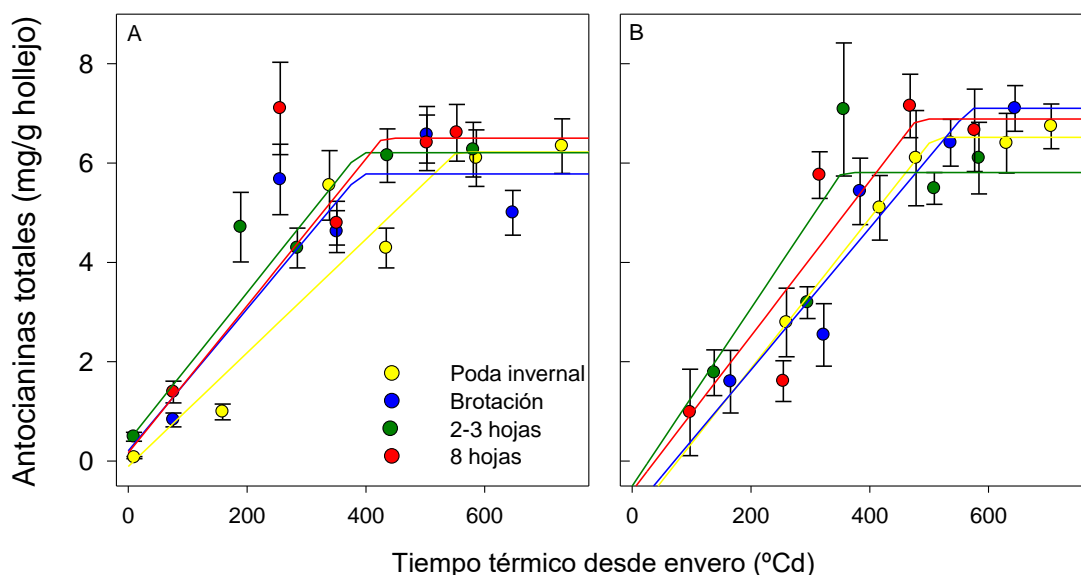 A
B
Antocianinas totales (mg/g hollejo)
8
6
4
2
0
Poda invernal
Brotación
2-3 hojas
8 hojas
0 200 400 600 0 200 400 600
Tiempo térmico desde envero (ºCd)